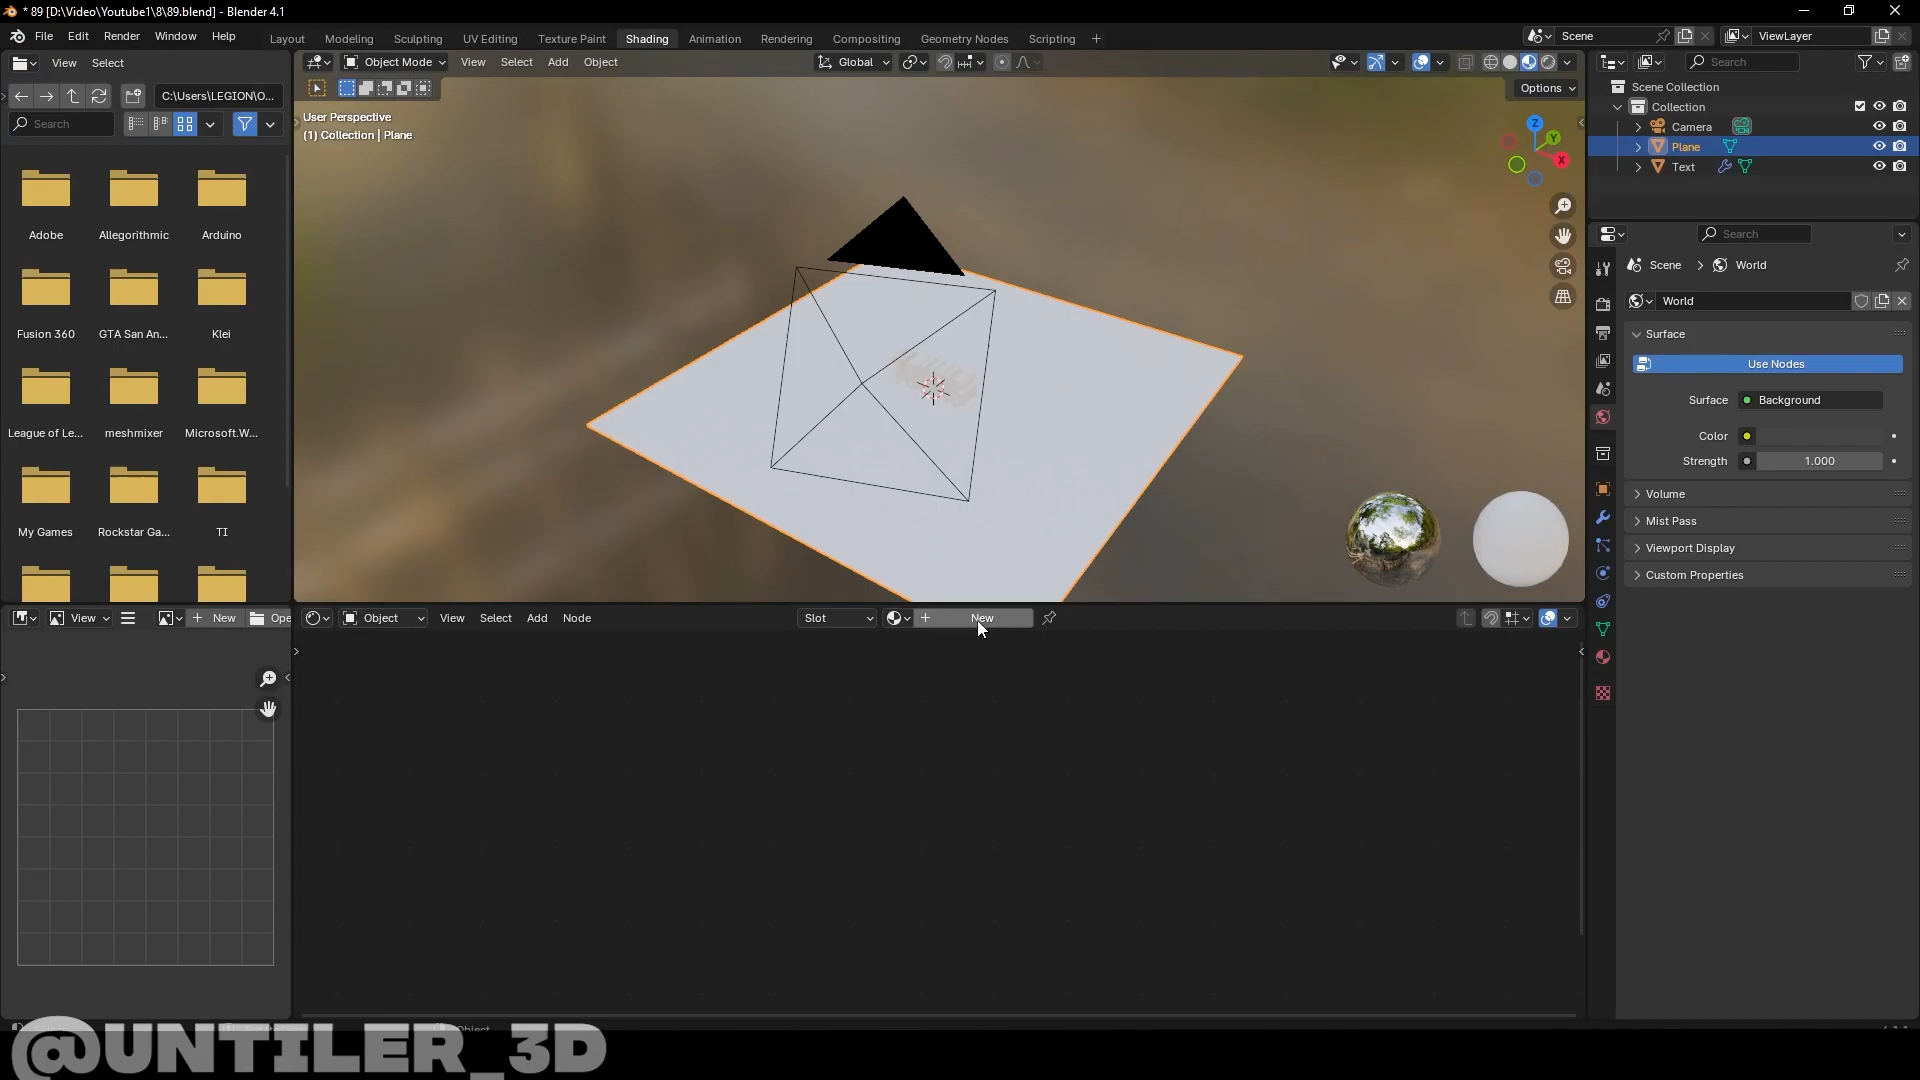 * 89 [D:\Video\Youtube1\8\89.blend] - Blender 4.1
File Edit Render Window Help
Layout Modeling Sculpting UV Editing Texture Paint Shading Animation Rendering Compositing Geometry Nodes Scripting
Scene
ViewLayer
View Select
Object Mode View Select Add Object
Global
Search
C:\Users\LEGION\O...
Options
Search
User Perspective
(1) Collection | Plane
Scene Collection
Collection
Camera
Plane
Text
Z
Y
X
Adobe Allegorithmic Arduino
Fusion 360 GTA San An... Klei
League of Le... meshmixer Microsoft.W...
My Games Rockstar Ga... TI
Search
Scene World
World
Surface
Use Nodes
Surface Background
Color
Strength 1.000
Volume
Mist Pass
Viewport Display
Custom Properties
View New Ope
Object View Select Add Node Slot New
@UNTILER_3D